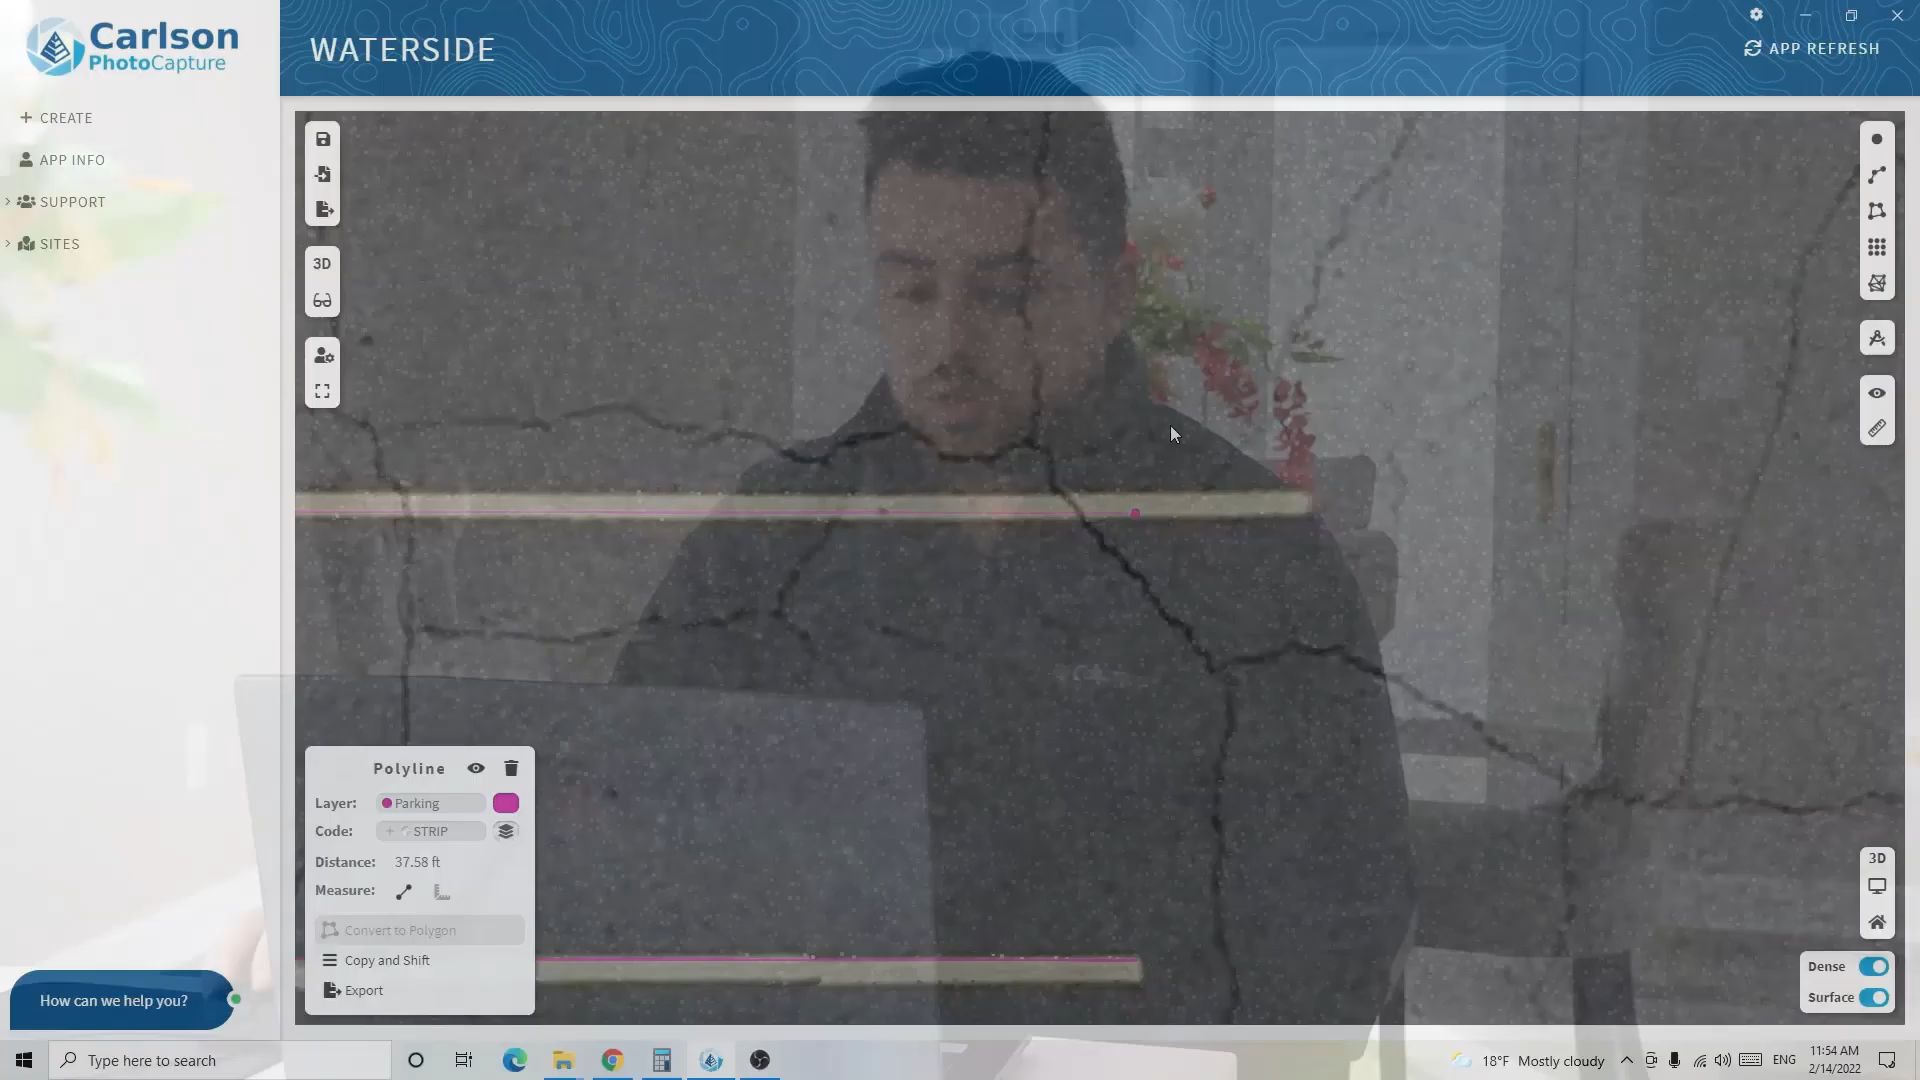 Carlson
PhotoCapture
WATERSIDE
APP REFRESH
CREATE
APP INFO
SUPPORT
SITES
3D
Polyline
Layer: Parking
Code: + STRIP
Distance: 37.58 ft
Measure:
Convert to Polygon
Copy and Shift
Export
3D
Dense
Surface
How can we help you?
Type here to search
18°F Mostly cloudy
ENG
11:54 AM
2/14/2022